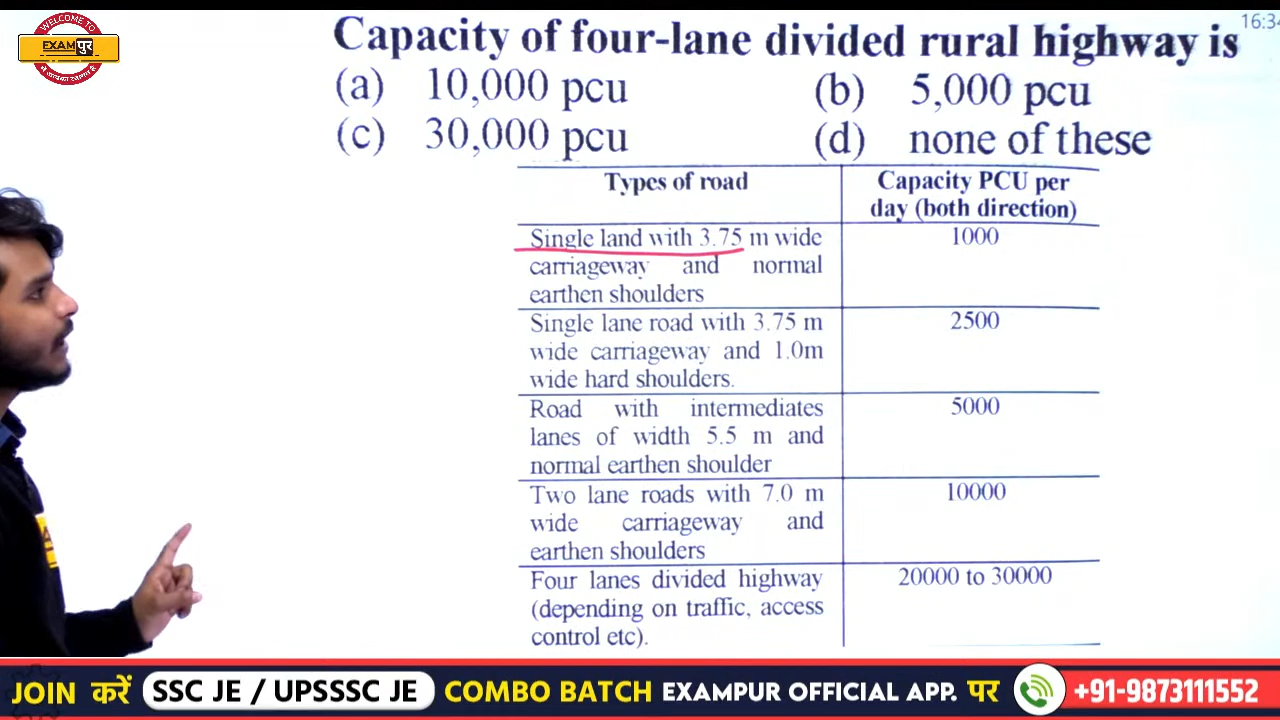 WELCOME TO
EXAMपुर
में आपका स्वागत है
16:34
Capacity of four-lane divided rural highway is
(a) 10,000 pcu (b) 5,000 pcu
(c) 30,000 pcu (d) none of these
Types of road Capacity PCU per
day (both direction)
Single land with 3.75 m wide 1000
carriageway and normal
earthen shoulders
Single lane road with 3.75 m 2500
wide carriageway and 1.0m
wide hard shoulders.
Road with intermediates 5000
lanes of width 5.5 m and
normal earthen shoulder
Two lane roads with 7.0 m 10000
wide carriageway and
earthen shoulders
Four lanes divided highway 20000 to 30000
(depending on traffic, access
control etc).
JOIN करें SSC JE / UPSSSC JE COMBO BATCH EXAMPUR OFFICIAL APP. पर +91-9873111552